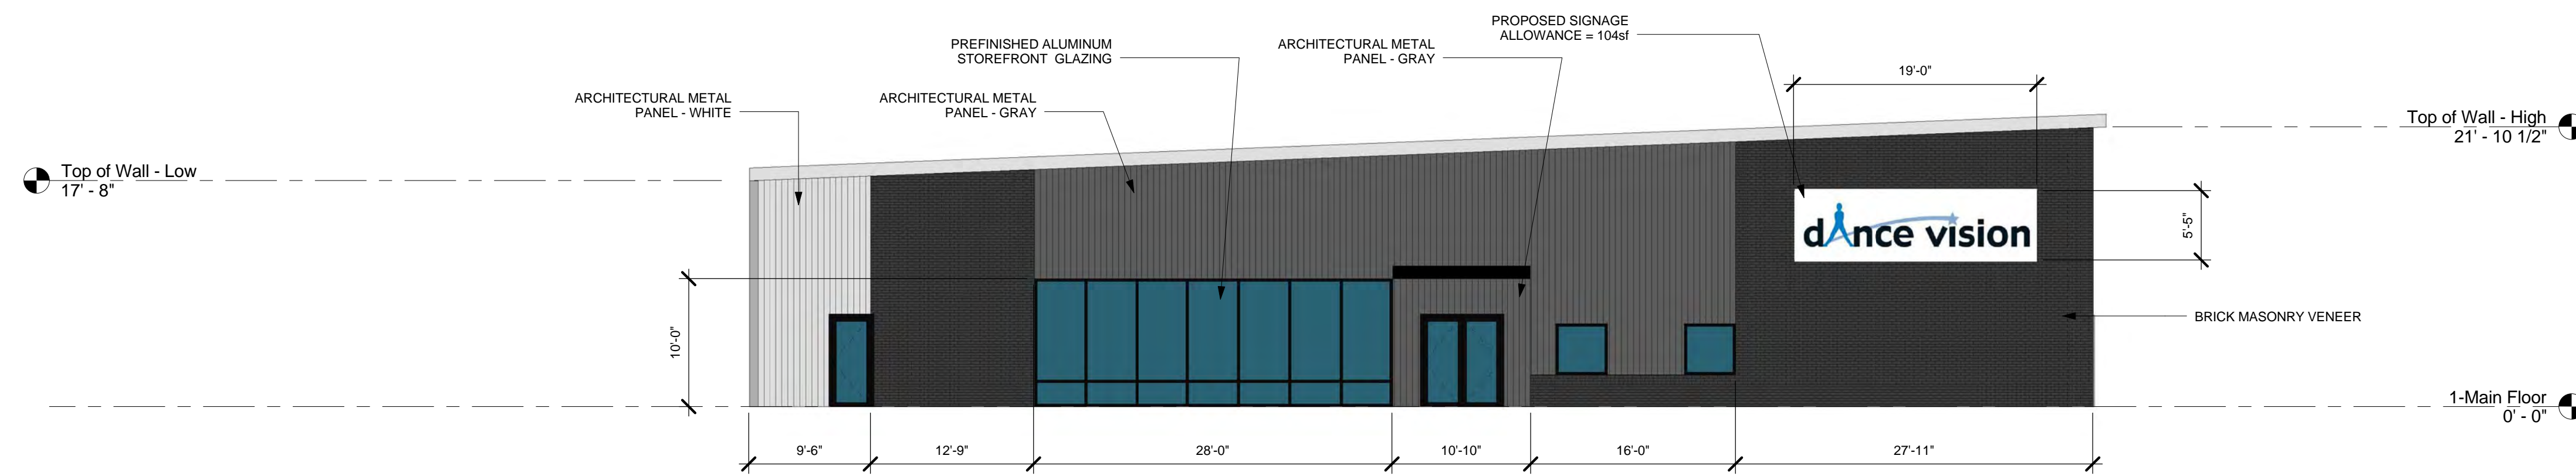 PROPOSED SIGNAGE
ALLOWANCE = 104sf
PREFINISHED ALUMINUM
STOREFRONT GLAZING
ARCHITECTURAL METAL
PANEL - GRAY
19'-0"
ARCHITECTURAL METAL
PANEL - WHITE
ARCHITECTURAL METAL
PANEL - GRAY
Top of Wall - High
21' - 10 1/2"
Top of Wall - Low
17' - 8"
dance vision
5'-5"
BRICK MASONRY VENEER
10'-0"
1-Main Floor
0' - 0"
9'-6"
12'-9"
28'-0"
10'-10"
16'-0"
27'-11"